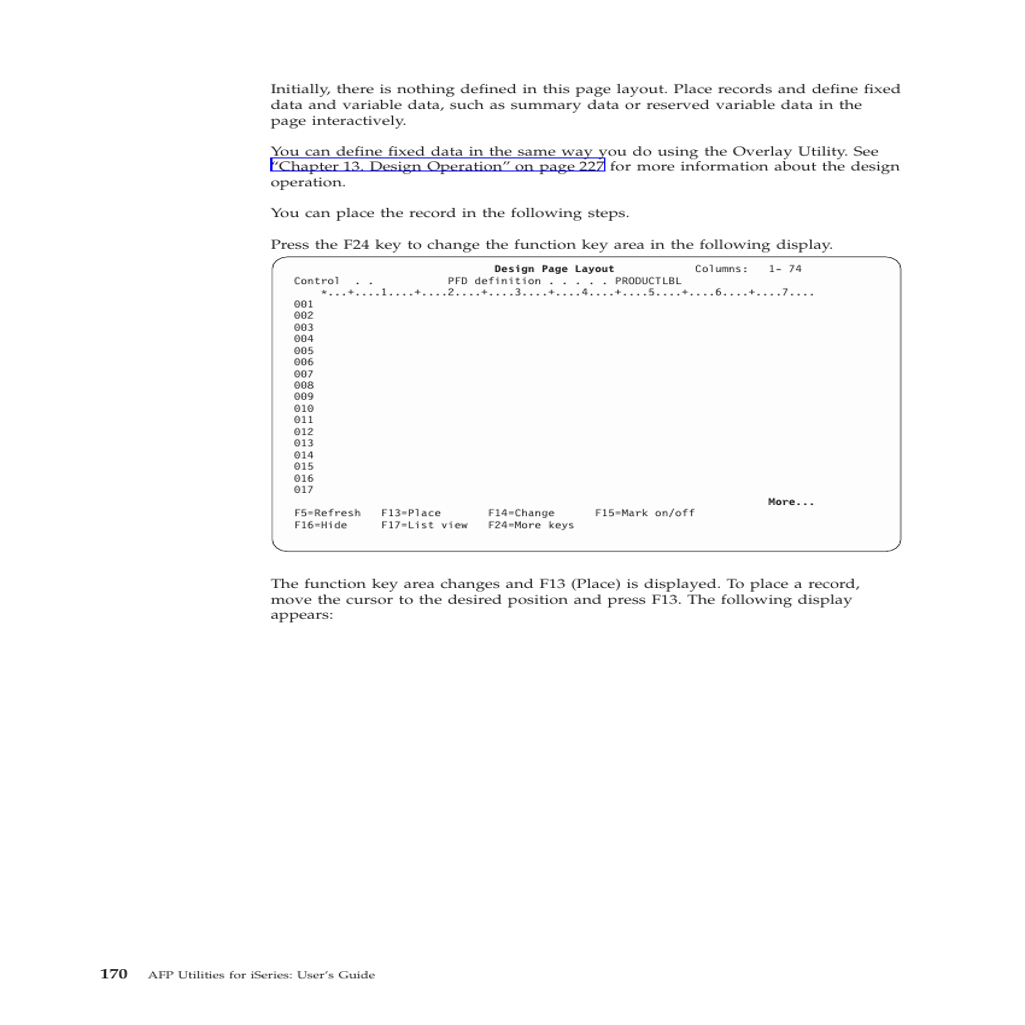 Initially, there is nothing defined in this page layout. Place records and define fixed
data and variable data, such as summary data or reserved variable data in the
page interactively.
You can define fixed data in the same way you do using the Overlay Utility. See
“Chapter 13. Design Operation” on page 227 for more information about the design
operation.
You can place the record in the following steps.
Press the F24 key to change the function key area in the following display.
Design Page Layout Columns: 1- 74
Control . . PFD definition . . . . . PRODUCTLBL
*...+....1....+....2....+....3....+....4....+....5....+....6....+....7....
001
002
003
004
005
006
007
008
009
010
011
012
013
014
015
016
017
More...
F5=Refresh F13=Place F14=Change F15=Mark on/off
F16=Hide F17=List view F24=More keys
The function key area changes and F13 (Place) is displayed. To place a record,
move the cursor to the desired position and press F13. The following display
appears:
170 AFP Utilities for iSeries: User’s Guide